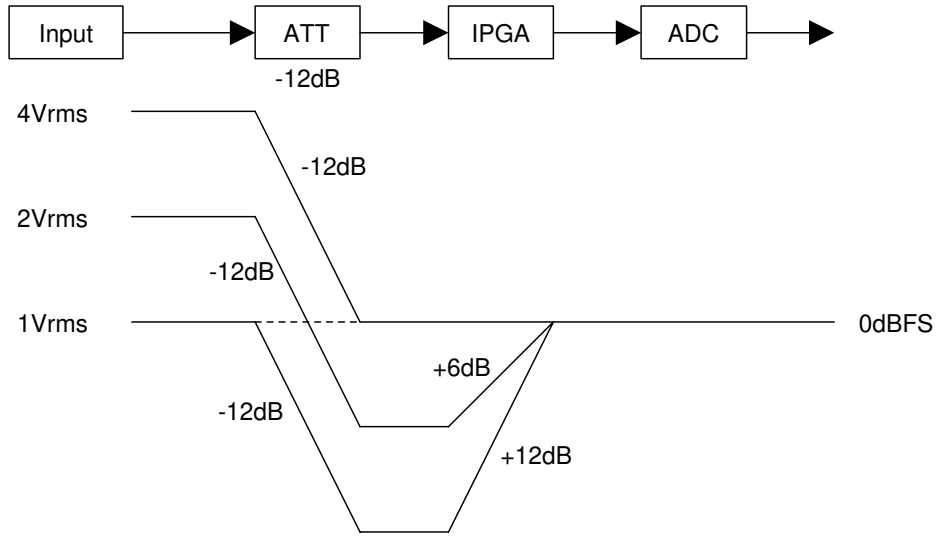 Input ATT IPGA ADC
-12dB
4Vrms
-12dB
2Vrms
-12dB
1Vrms 0dBFS
+6dB
-12dB
+12dB